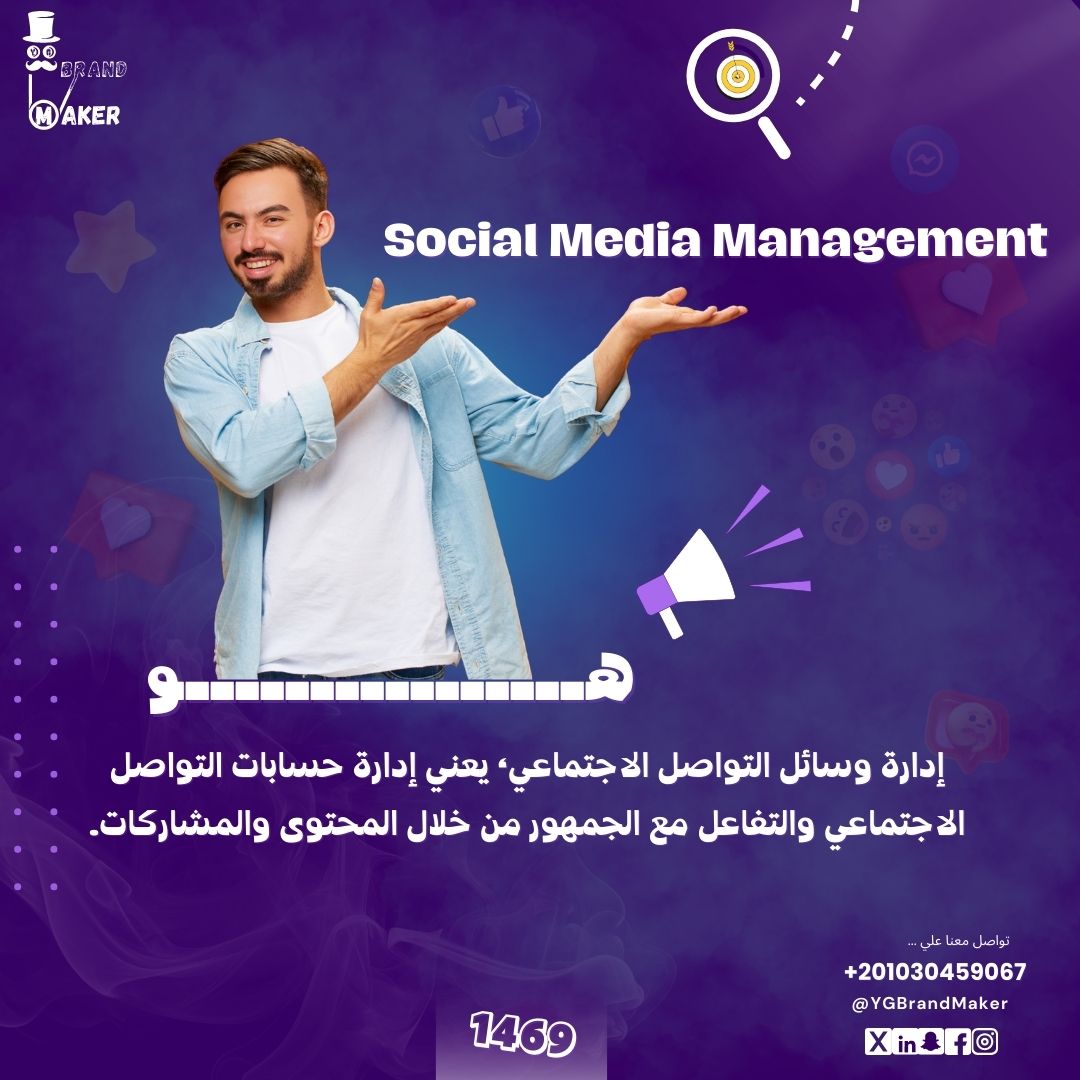 BRAND
MAKER
Social Media Management
هـــــــــــــــــو
إدارة وسائل التواصل الاجتماعي، يعني إدارة حسابات التواصل
الاجتماعي والتفاعل مع الجمهور من خلال المحتوى والمشاركات.
تواصل معنا علي ...
+201030459067
@YGBrandMaker
1469